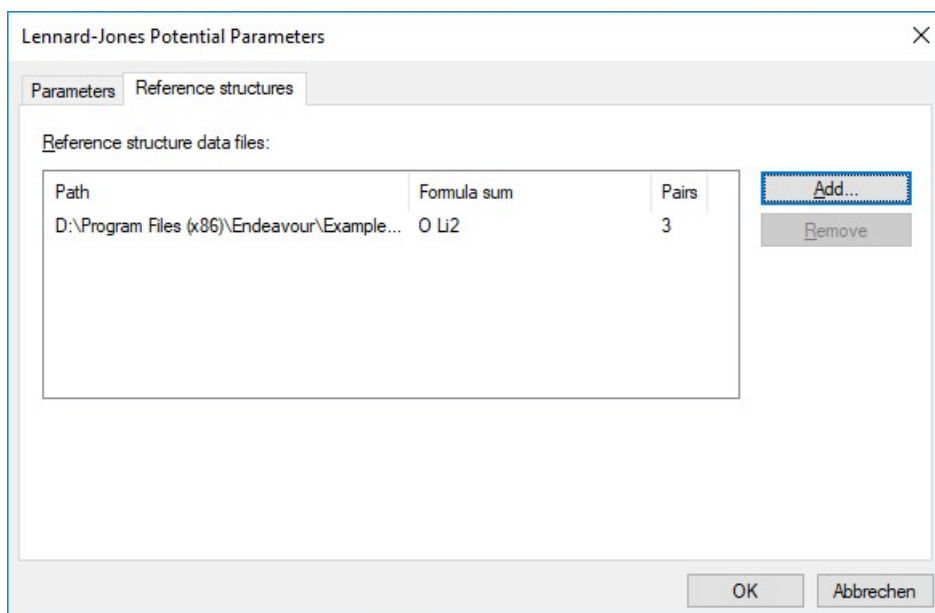 Lennard-Jones Potential Parameters
Parameters Reference structures
Reference structure data files:
Path Formula sum Pairs
D:\Program Files (x86)\Endeavour\Example... O Li2 3
Add...
Remove
OK Abbrechen